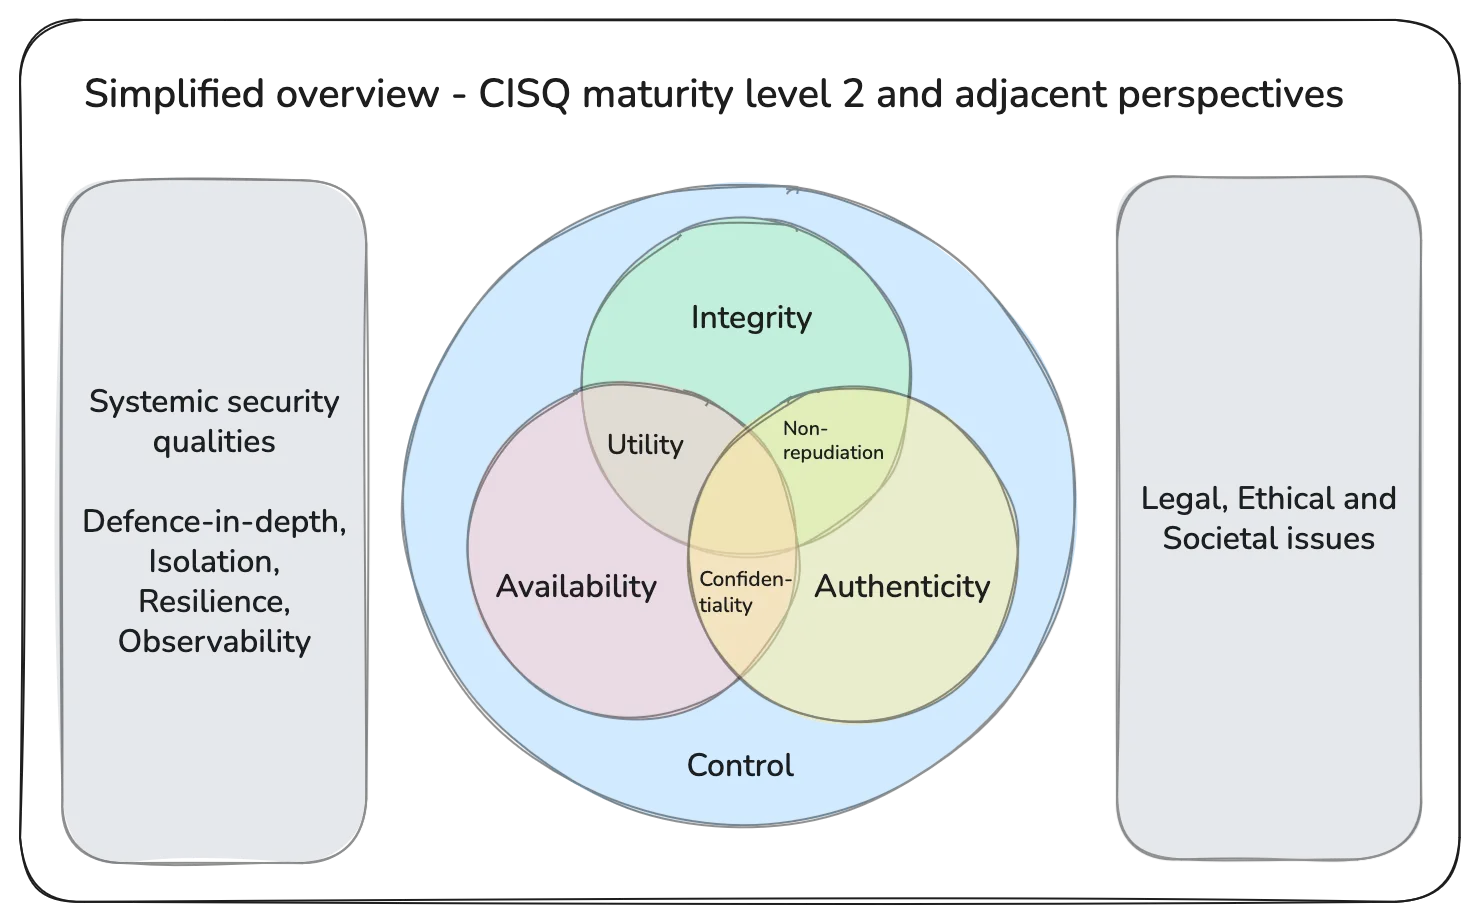 Simplified overview - CISQ maturity level 2 and adjacent perspectives
Systemic security
qualities
Defence-in-depth,
Isolation,
Resilience,
Observability
Integrity
Utility
Non-
repudiation
Availability
Confiden-
tiality
Authenticity
Control
Legal, Ethical and
Societal issues